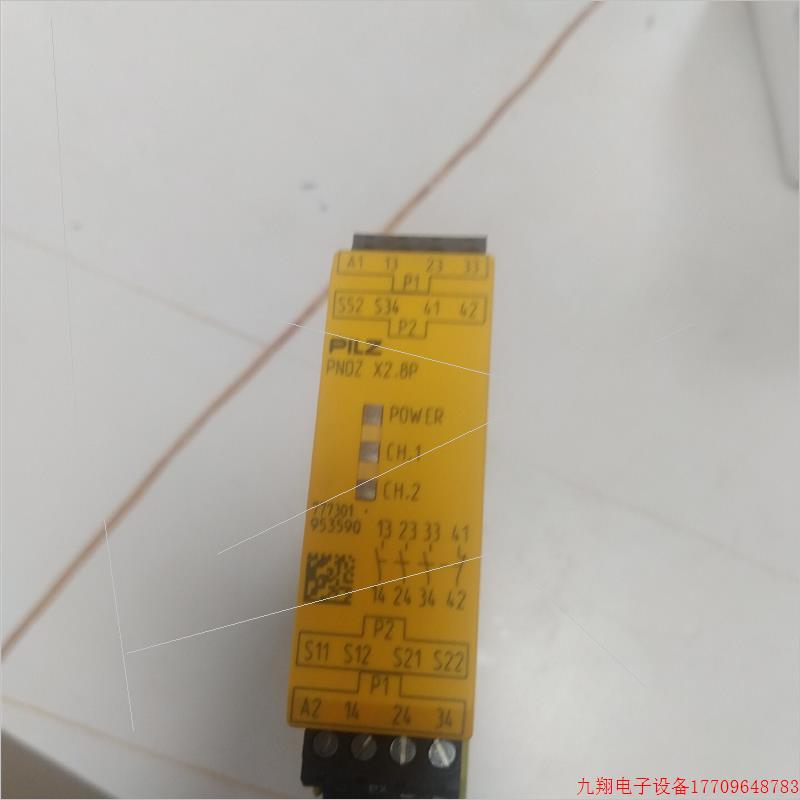 A1 13 23 33
P1
S52 S34 41 42
P2
PILZ
PNOZ X2.8P
POWER
CH.1
CH.2
777301
953590
13 23 33 41
14 24 34 42
P2
S11 S12 S21 S22
P1
A2 14 24 34
九翔电子设备17709648783